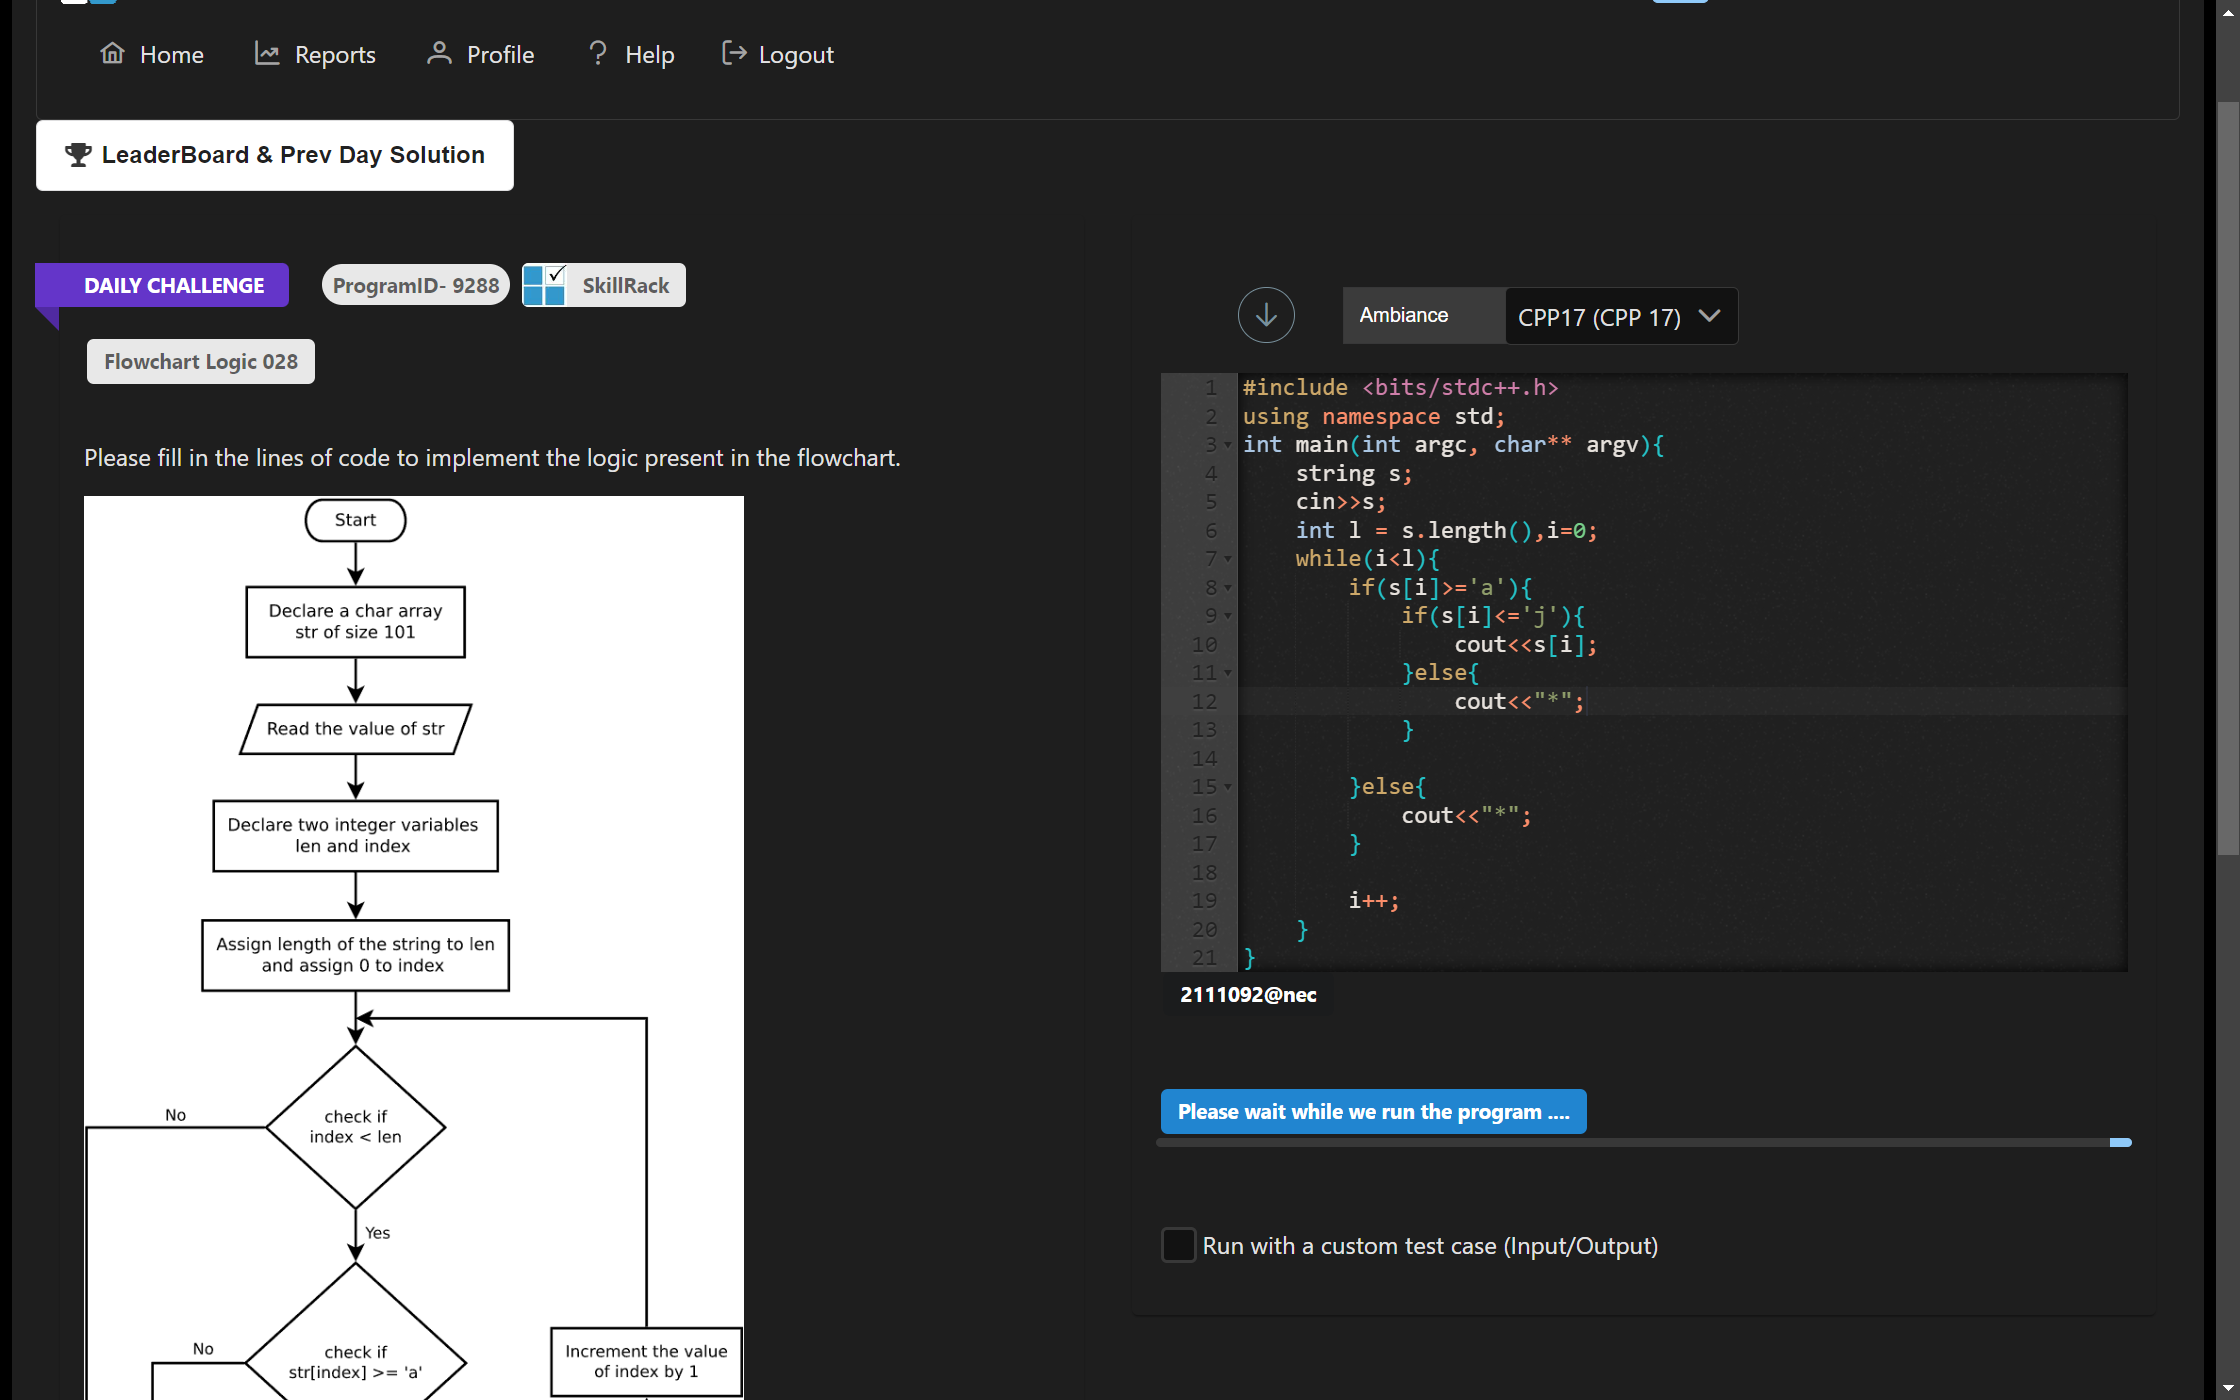 Home
Reports
Profile
Help
Logout
LeaderBoard & Prev Day Solution
DAILY CHALLENGE
ProgramID- 9288
SkillRack
Flowchart Logic 028
Please fill in the lines of code to implement the logic present in the flowchart.
Start
Declare a char array
str of size 101
Read the value of str
Declare two integer variables
len and index
Assign length of the string to len
and assign 0 to index
No
check if
index < len
Yes
No
check if
str[index] >= 'a'
Increment the value
of index by 1
Ambiance
CPP17 (CPP 17)
1 #include <bits/stdc++.h>
2 using namespace std;
3 int main(int argc, char** argv){
4     string s;
5     cin>>s;
6     int l = s.length(),i=0;
7     while(i<l){
8         if(s[i]>='a'){
9             if(s[i]<='j'){
10                 cout<<s[i];
11             }else{
12                 cout<<"*";
13             }
14
15         }else{
16             cout<<"*";
17         }
18
19         i++;
20     }
21 }
2111092@nec
Please wait while we run the program ....
Run with a custom test case (Input/Output)